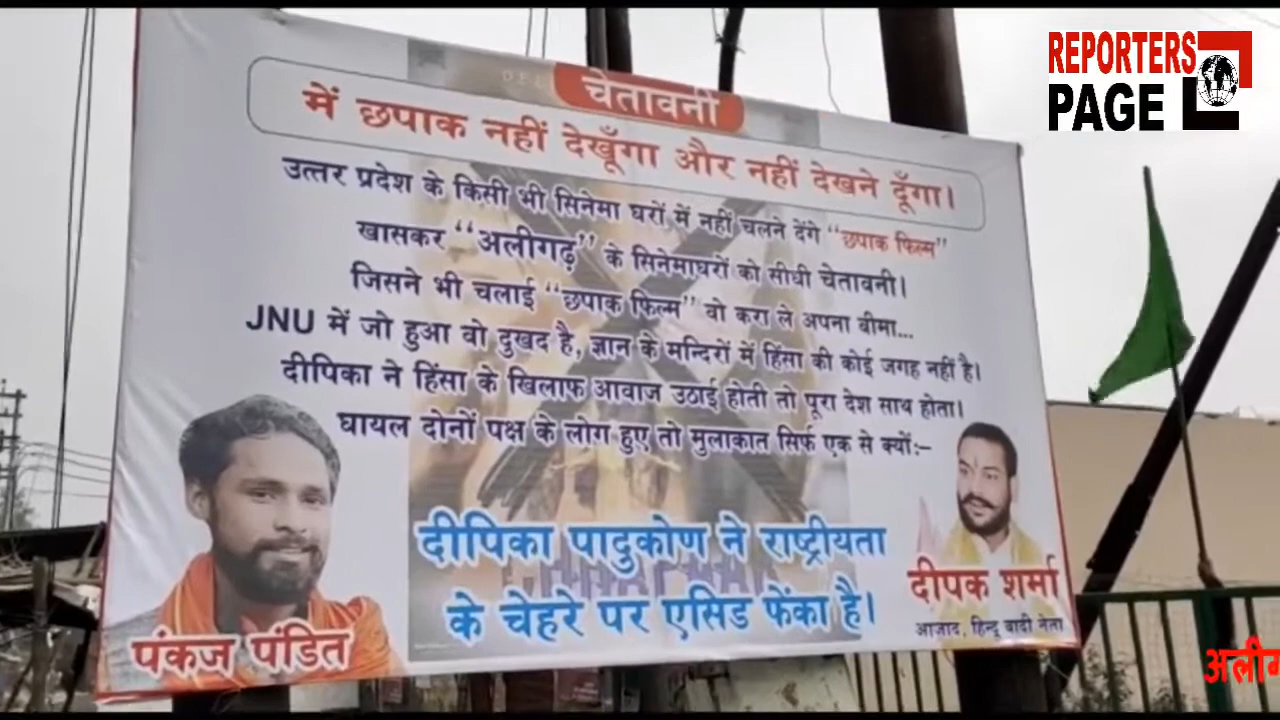 REPORTERS
PAGE
चेतावनी
में छपाक नहीं देखूँगा और नहीं देखने दूँगा।
उत्तर प्रदेश के किसी भी सिनेमा घरों में नहीं चलने देंगे "छपाक फिल्म"
खासकर "अलीगढ़" के सिनेमाघरों को सीधी चेतावनी।
जिसने भी चलाई "छपाक फिल्म" वो करा ले अपना बीमा...
JNU में जो हुआ वो दुखद है, ज्ञान के मन्दिरों में हिंसा की कोई जगह नहीं है।
दीपिका ने हिंसा के खिलाफ आवाज उठाई होती तो पूरा देश साथ होता।
घायल दोनों पक्ष के लोग हुए तो मुलाकात सिर्फ एक से क्यों:–
दीपिका पादुकोण ने राष्ट्रीयता
के चेहरे पर एसिड फेंका है।
पंकज पंडित
दीपक शर्मा
आजाद, हिन्दू वादी नेता